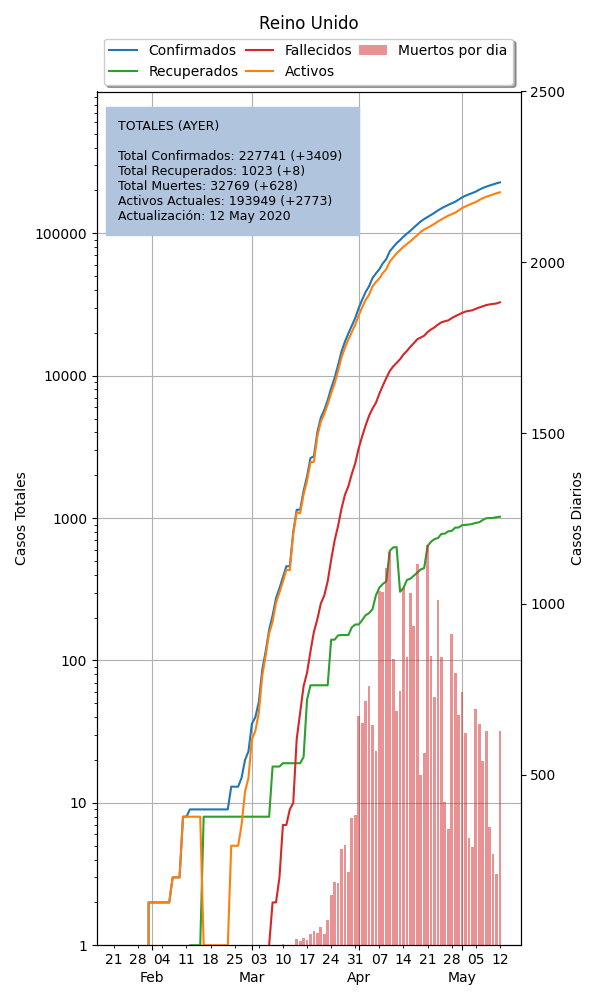 Reino Unido
Confirmados Fallecidos Muertos por dia
Recuperados Activos
TOTALES (AYER)
Total Confirmados: 227741 (+3409)
Total Recuperados: 1023 (+8)
Total Muertes: 32769 (+628)
Activos Actuales: 193949 (+2773)
Actualización: 12 May 2020
Casos Totales
100000
10000
1000
100
10
1
2500
2000
1500
1000
500
Casos Diarios
21 28 04 11 18 25 03 10 17 24 31 07 14 21 28 05 12
Feb Mar Apr May